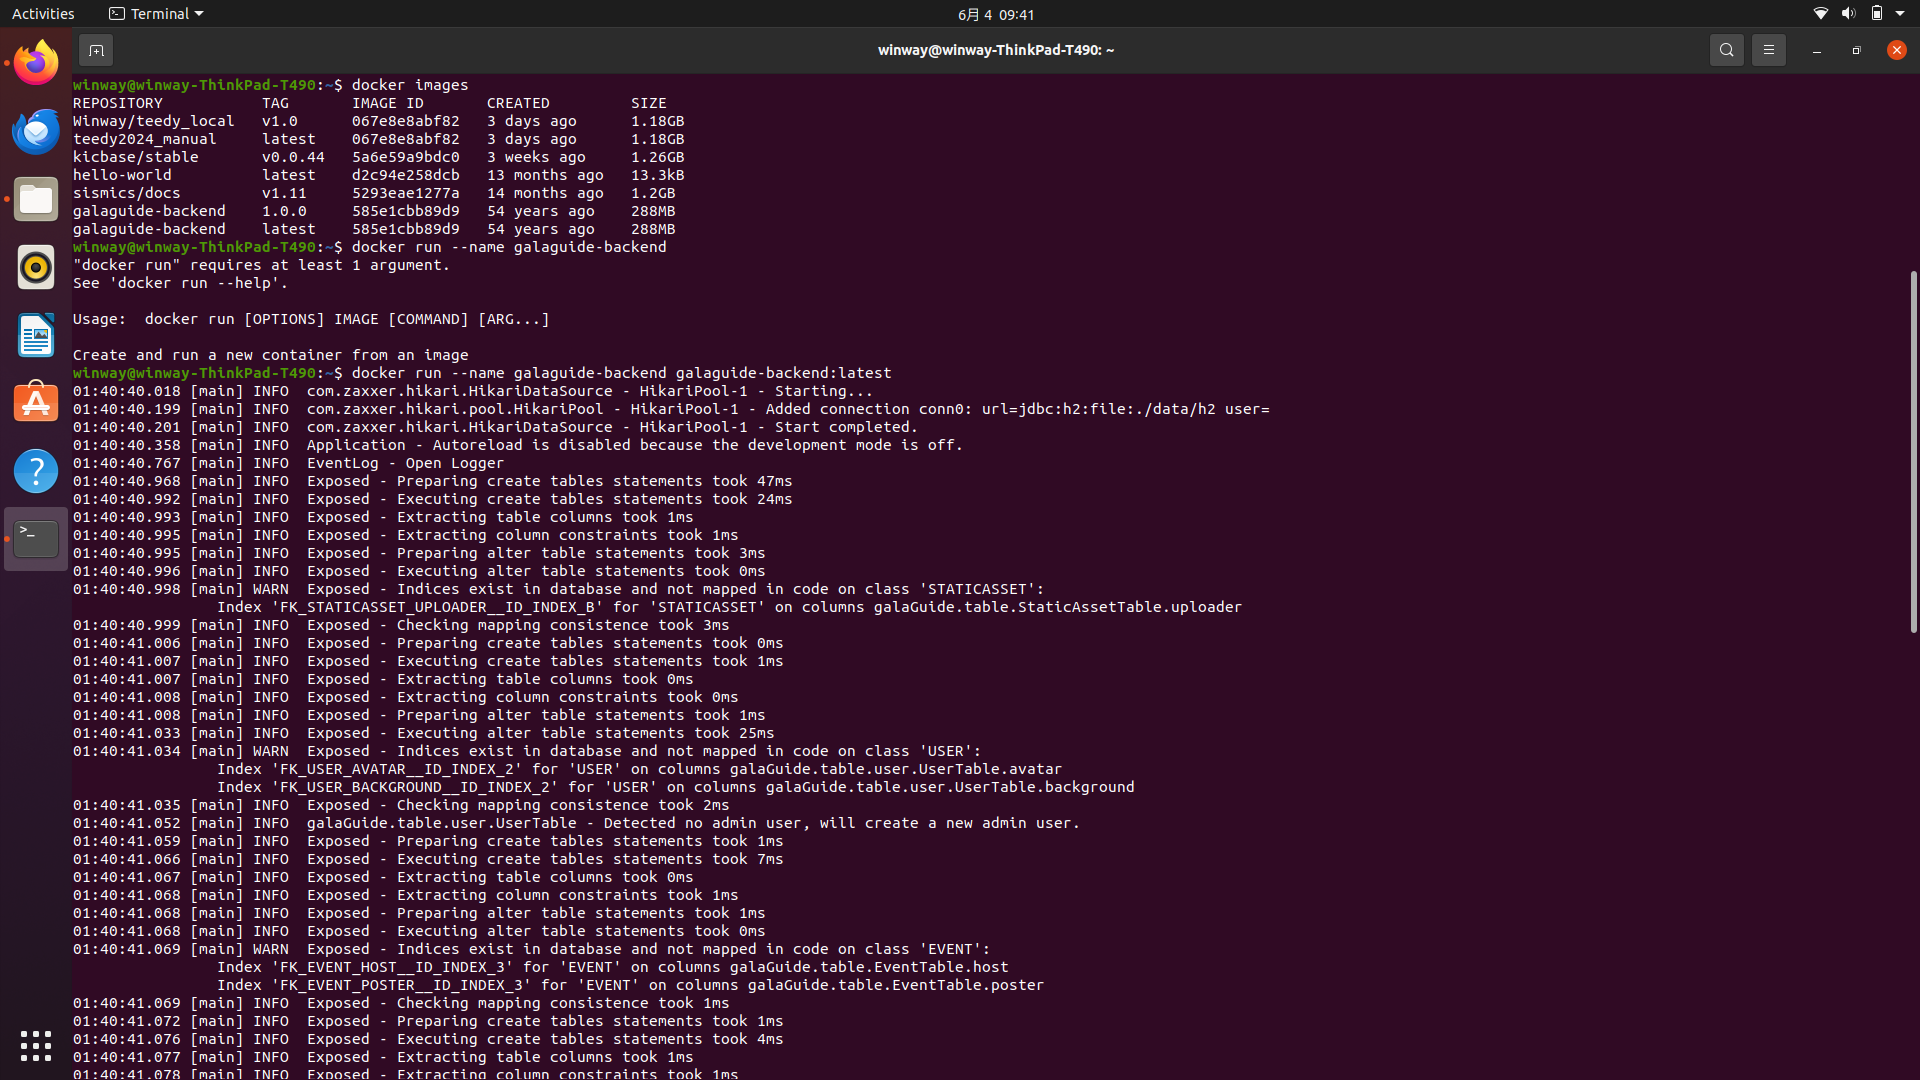 Activities
Terminal
6月 4 09:41
winway@winway-ThinkPad-T490: ~
winway@winway-ThinkPad-T490:~$ docker images
REPOSITORY TAG IMAGE ID CREATED SIZE
Winway/teedy_local v1.0 067e8e8abf82 3 days ago 1.18GB
teedy2024_manual latest 067e8e8abf82 3 days ago 1.18GB
kicbase/stable v0.0.44 5a6e59a9bdc0 3 weeks ago 1.26GB
hello-world latest d2c94e258dcb 13 months ago 13.3kB
sismics/docs v1.11 5293eae1277a 14 months ago 1.2GB
galaguide-backend 1.0.0 585e1cbb89d9 54 years ago 288MB
galaguide-backend latest 585e1cbb89d9 54 years ago 288MB
winway@winway-ThinkPad-T490:~$ docker run --name galaguide-backend
"docker run" requires at least 1 argument.
See 'docker run --help'.
Usage:  docker run [OPTIONS] IMAGE [COMMAND] [ARG...]
Create and run a new container from an image
winway@winway-ThinkPad-T490:~$ docker run --name galaguide-backend galaguide-backend:latest
01:40:40.018 [main] INFO  com.zaxxer.hikari.HikariDataSource - HikariPool-1 - Starting...
01:40:40.199 [main] INFO  com.zaxxer.hikari.pool.HikariPool - HikariPool-1 - Added connection conn0: url=jdbc:h2:file:./data/h2 user=
01:40:40.201 [main] INFO  com.zaxxer.hikari.HikariDataSource - HikariPool-1 - Start completed.
01:40:40.358 [main] INFO  Application - Autoreload is disabled because the development mode is off.
01:40:40.767 [main] INFO  EventLog - Open Logger
01:40:40.968 [main] INFO  Exposed - Preparing create tables statements took 47ms
01:40:40.992 [main] INFO  Exposed - Executing create tables statements took 24ms
01:40:40.993 [main] INFO  Exposed - Extracting table columns took 1ms
01:40:40.995 [main] INFO  Exposed - Extracting column constraints took 1ms
01:40:40.995 [main] INFO  Exposed - Preparing alter table statements took 3ms
01:40:40.996 [main] INFO  Exposed - Executing alter table statements took 0ms
01:40:40.998 [main] WARN  Exposed - Indices exist in database and not mapped in code on class 'STATICASSET':
Index 'FK_STATICASSET_UPLOADER__ID_INDEX_B' for 'STATICASSET' on columns galaGuide.table.StaticAssetTable.uploader
01:40:40.999 [main] INFO  Exposed - Checking mapping consistence took 3ms
01:40:41.006 [main] INFO  Exposed - Preparing create tables statements took 0ms
01:40:41.007 [main] INFO  Exposed - Executing create tables statements took 1ms
01:40:41.007 [main] INFO  Exposed - Extracting table columns took 0ms
01:40:41.008 [main] INFO  Exposed - Extracting column constraints took 0ms
01:40:41.008 [main] INFO  Exposed - Preparing alter table statements took 1ms
01:40:41.033 [main] INFO  Exposed - Executing alter table statements took 25ms
01:40:41.034 [main] WARN  Exposed - Indices exist in database and not mapped in code on class 'USER':
Index 'FK_USER_AVATAR__ID_INDEX_2' for 'USER' on columns galaGuide.table.user.UserTable.avatar
Index 'FK_USER_BACKGROUND__ID_INDEX_2' for 'USER' on columns galaGuide.table.user.UserTable.background
01:40:41.035 [main] INFO  Exposed - Checking mapping consistence took 2ms
01:40:41.052 [main] INFO  galaGuide.table.user.UserTable - Detected no admin user, will create a new admin user.
01:40:41.059 [main] INFO  Exposed - Preparing create tables statements took 1ms
01:40:41.066 [main] INFO  Exposed - Executing create tables statements took 7ms
01:40:41.067 [main] INFO  Exposed - Extracting table columns took 0ms
01:40:41.068 [main] INFO  Exposed - Extracting column constraints took 1ms
01:40:41.068 [main] INFO  Exposed - Preparing alter table statements took 1ms
01:40:41.068 [main] INFO  Exposed - Executing alter table statements took 0ms
01:40:41.069 [main] WARN  Exposed - Indices exist in database and not mapped in code on class 'EVENT':
Index 'FK_EVENT_HOST__ID_INDEX_3' for 'EVENT' on columns galaGuide.table.EventTable.host
Index 'FK_EVENT_POSTER__ID_INDEX_3' for 'EVENT' on columns galaGuide.table.EventTable.poster
01:40:41.069 [main] INFO  Exposed - Checking mapping consistence took 1ms
01:40:41.072 [main] INFO  Exposed - Preparing create tables statements took 1ms
01:40:41.076 [main] INFO  Exposed - Executing create tables statements took 4ms
01:40:41.077 [main] INFO  Exposed - Extracting table columns took 1ms
01:40:41.078 [main] INFO  Exposed - Extracting column constraints took 1ms